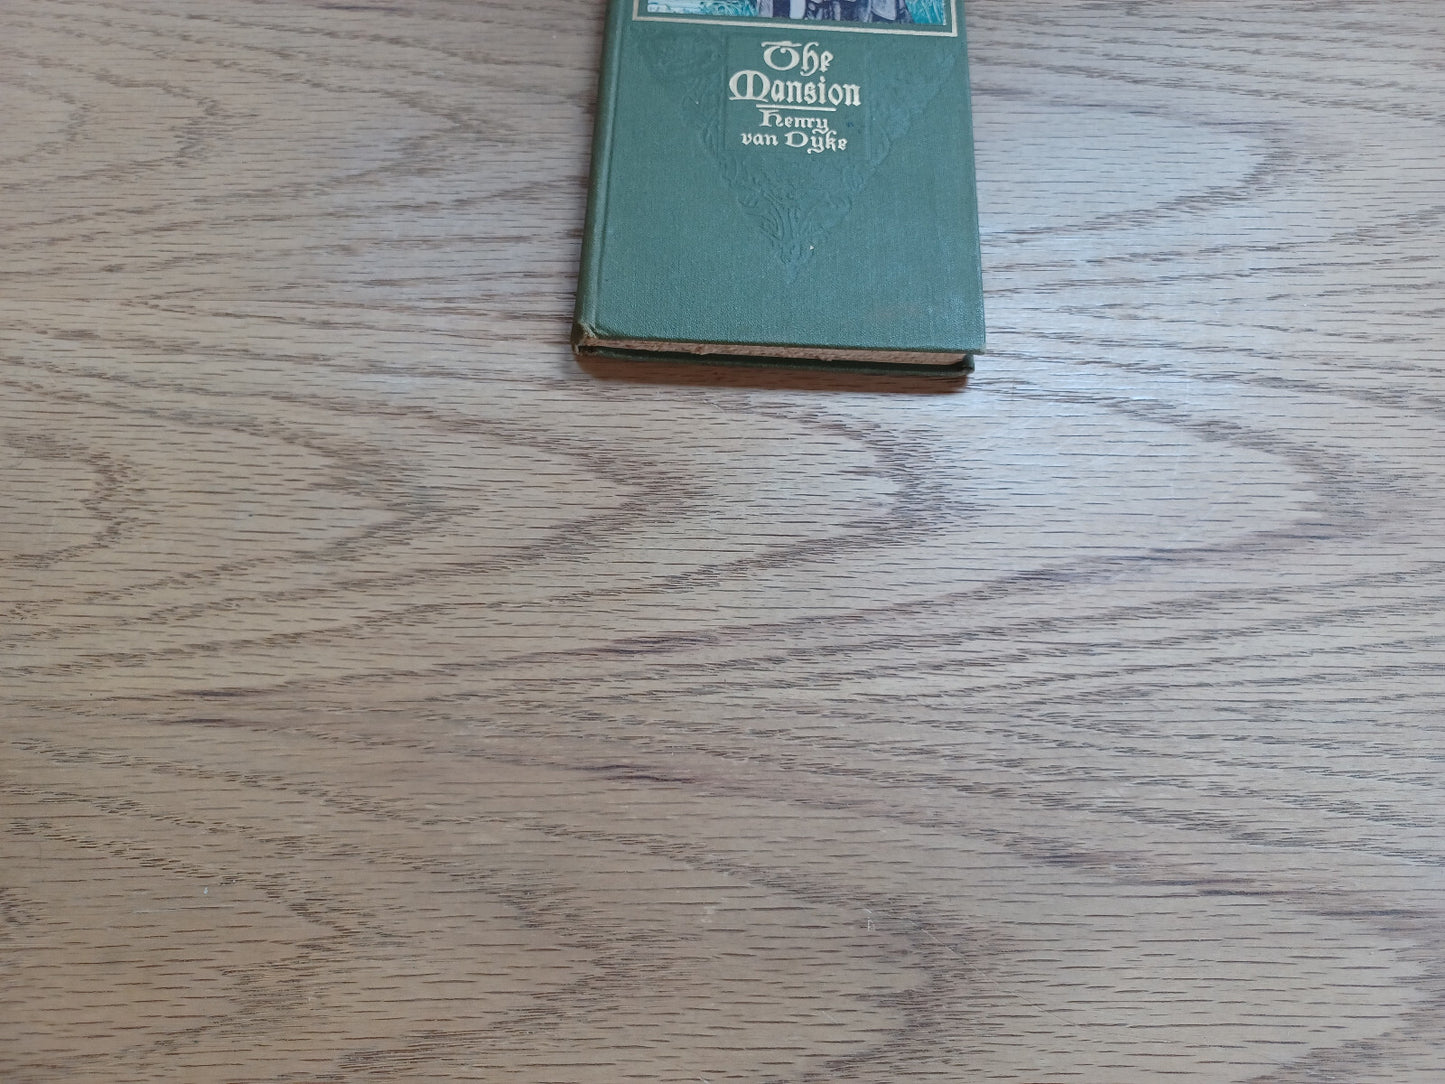 The
Mansion
Henry
van Dyke